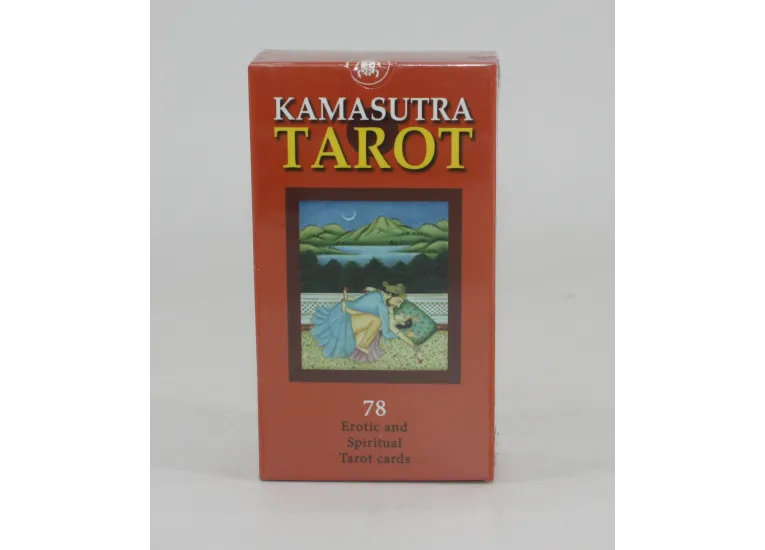 KAMASUTRA
TAROT
78
Erotic and
Spiritual
Tarot cards